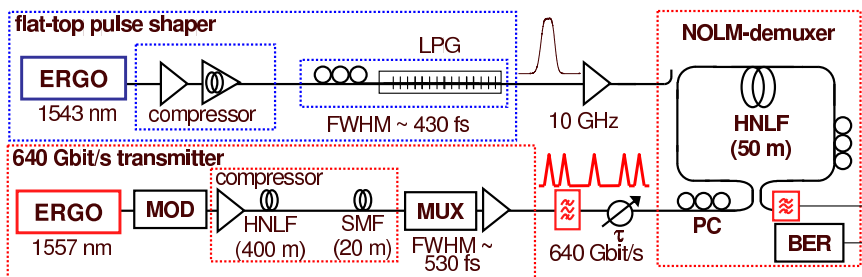 flat-top pulse shaper
ERGO
1543 nm
compressor
LPG
FWHM ~ 430 fs
10 GHz
NOLM-demuxer
HNLF
(50 m)
640 Gbit/s transmitter
ERGO
1557 nm
MOD
compressor
HNLF
(400 m)
SMF
(20 m)
MUX
FWHM ~
530 fs
τ
640 Gbit/s
PC
BER